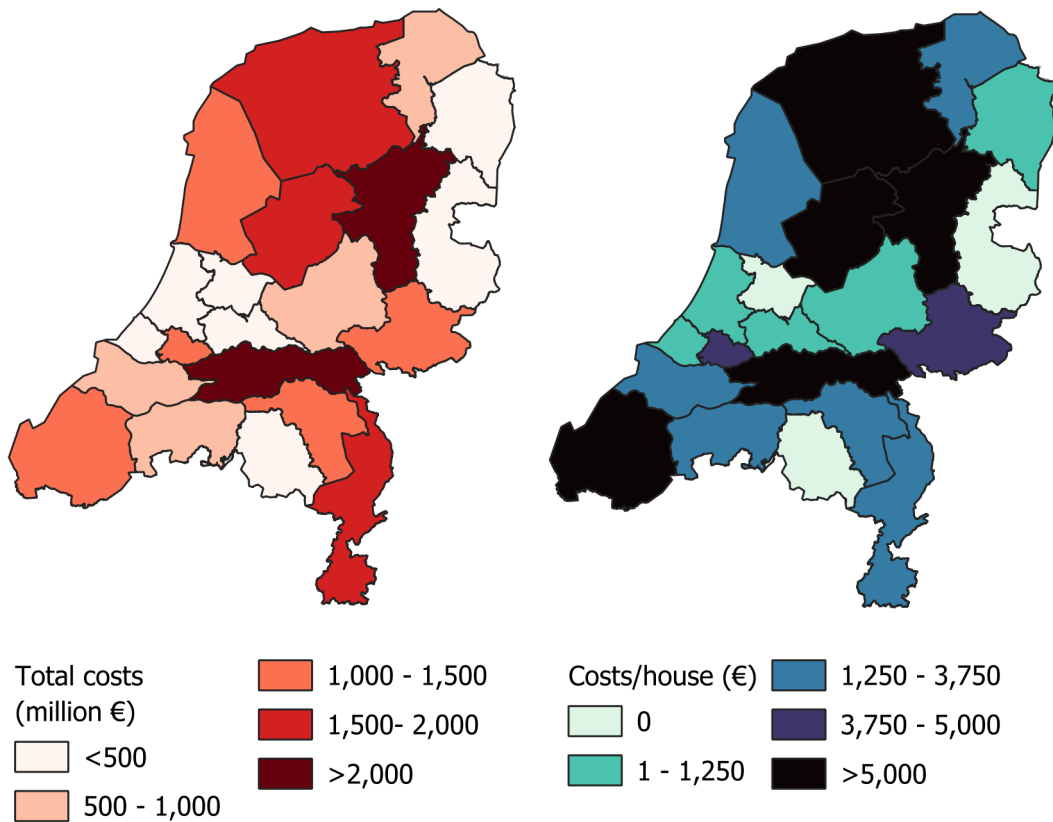 Total costs
(million €)
<500
500 - 1,000
1,000 - 1,500
1,500- 2,000
>2,000
Costs/house (€)
0
1 - 1,250
1,250 - 3,750
3,750 - 5,000
>5,000